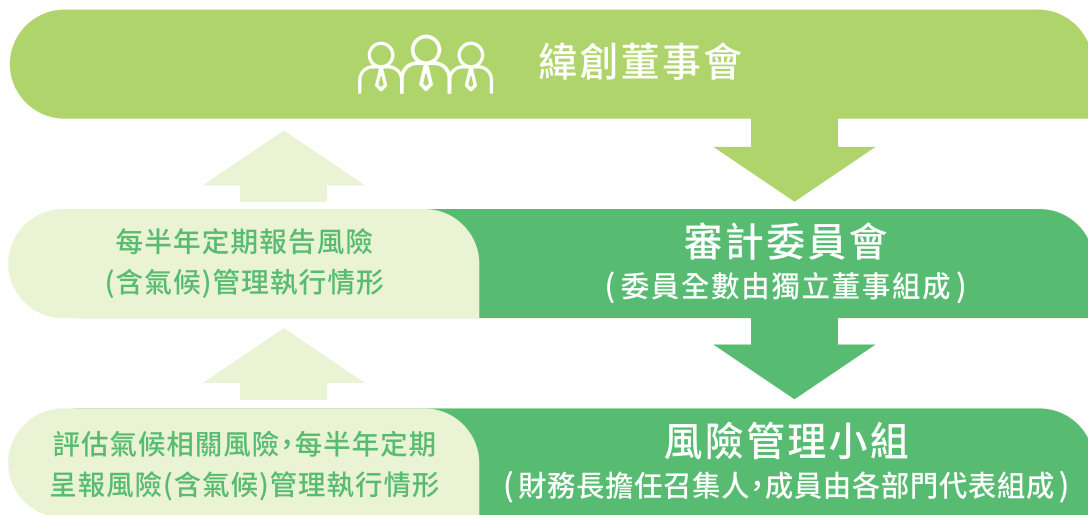 緯創董事會
每半年定期報告風險
(含氣候)管理執行情形
審計委員會
(委員全數由獨立董事組成)
評估氣候相關風險，每半年定期
呈報風險(含氣候)管理執行情形
風險管理小組
(財務長擔任召集人，成員由各部門代表組成)